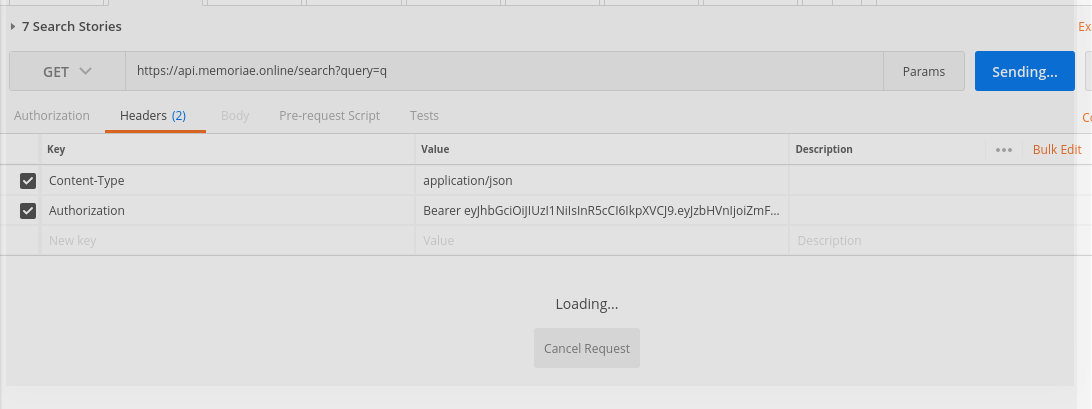 7 Search Stories
Ex
GET
https://api.memoriae.online/search?query=q
Params
Sending...
Authorization
Headers (2)
Body
Pre-request Script
Tests
Co
Key
Value
Description
Bulk Edit
Content-Type
application/json
Authorization
Bearer eyJhbGciOiJIUzI1NiIsInR5cCI6IkpXVCJ9.eyJzbHVnIjoiZmF...
New key
Value
Description
Loading...
Cancel Request